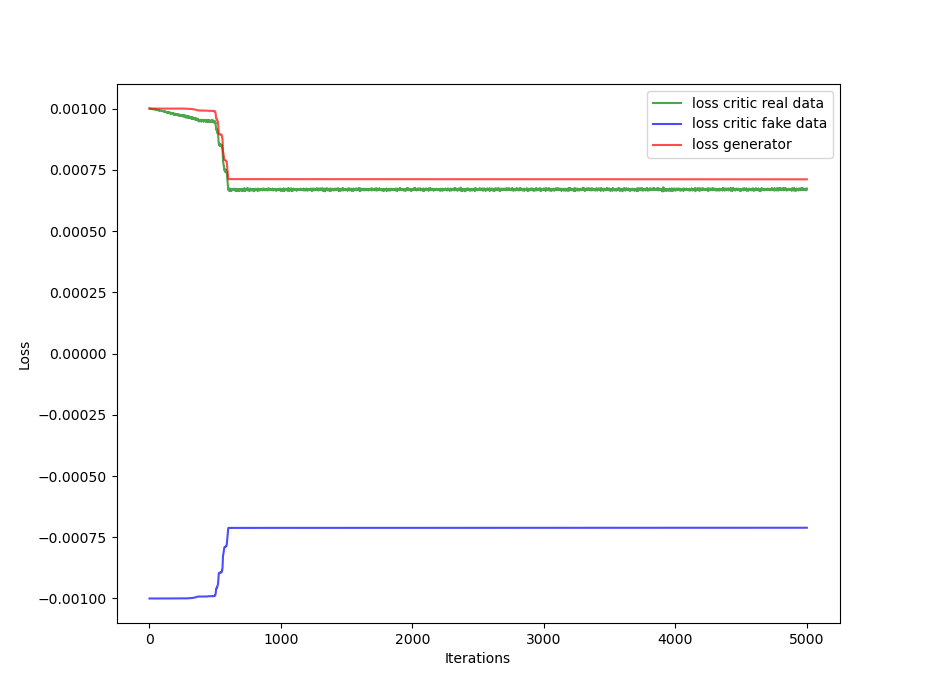 loss critic real data
loss critic fake data
loss generator
0.00100
0.00075
0.00050
0.00025
0.00000
−0.00025
−0.00050
−0.00075
−0.00100
Loss
0 1000 2000 3000 4000 5000
Iterations